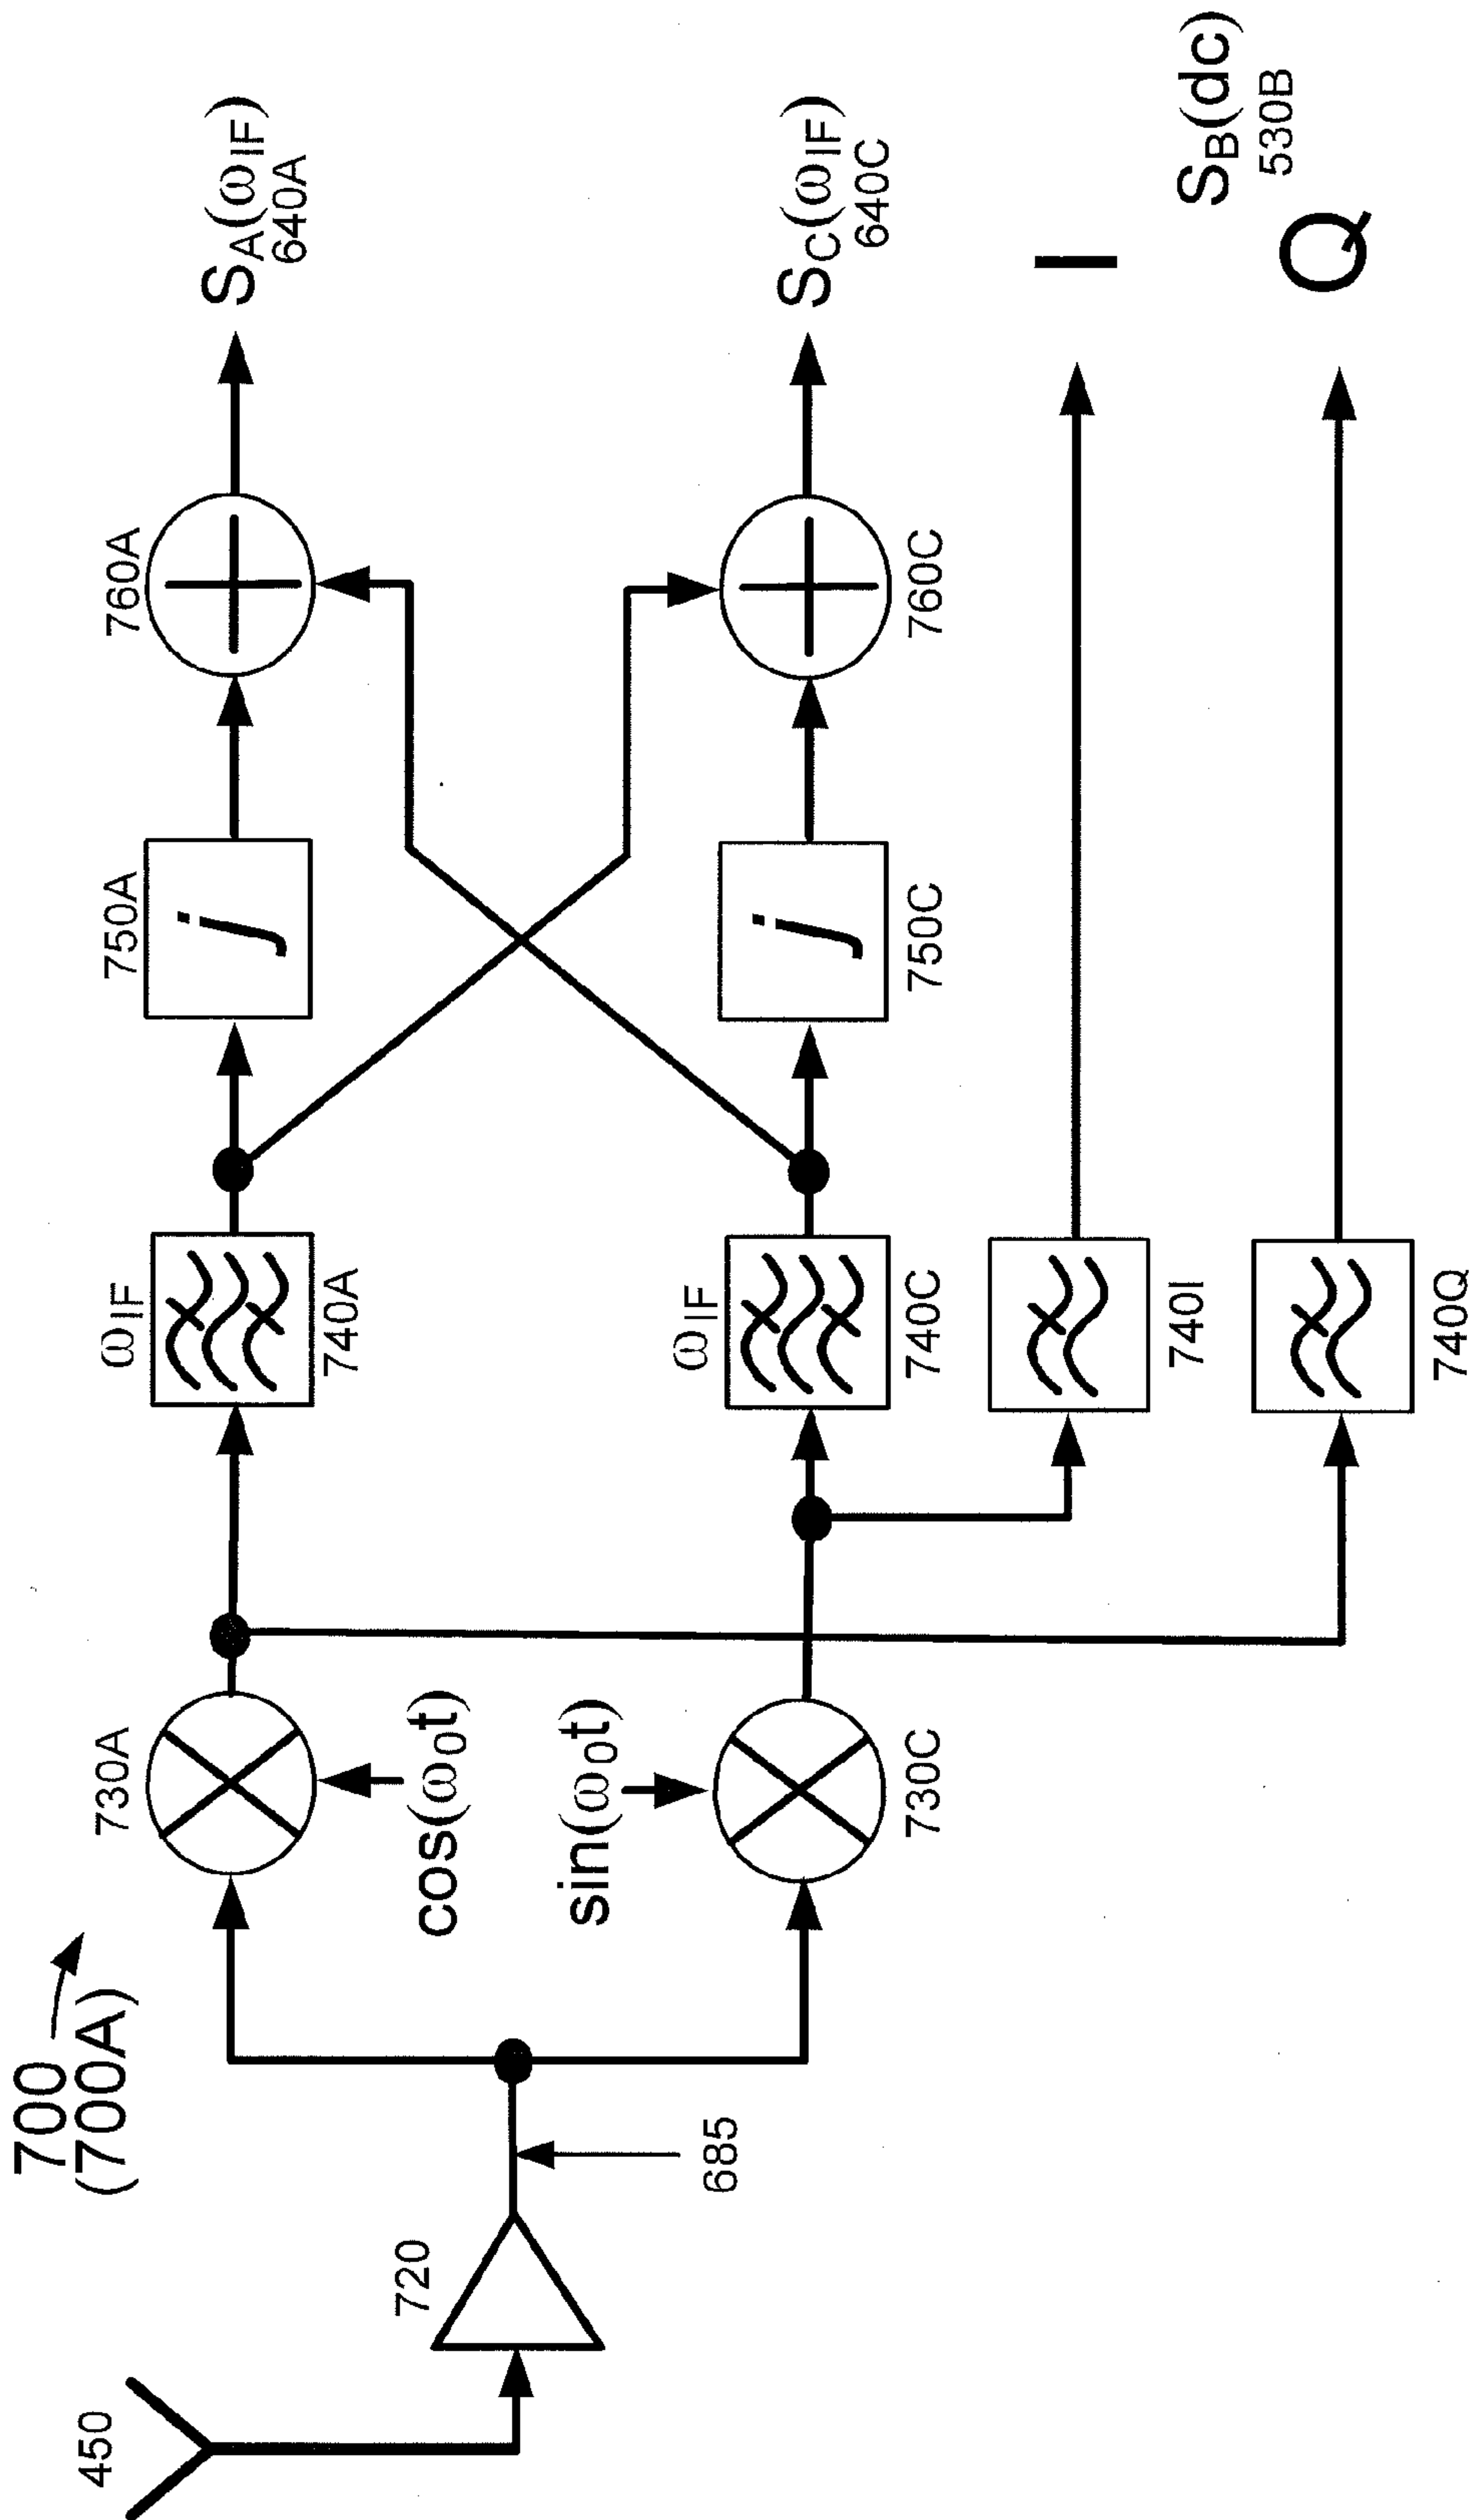 700
(700A)
450
720
685
730A
cos(ω0t)
sin(ω0t)
730C
ωIF
740A
ωIF
740C
740I
740Q
750A
j
j
750C
760A
760C
SA(ωIF)
640A
SC(ωIF)
640C
I
SB(dc)
530B
Q